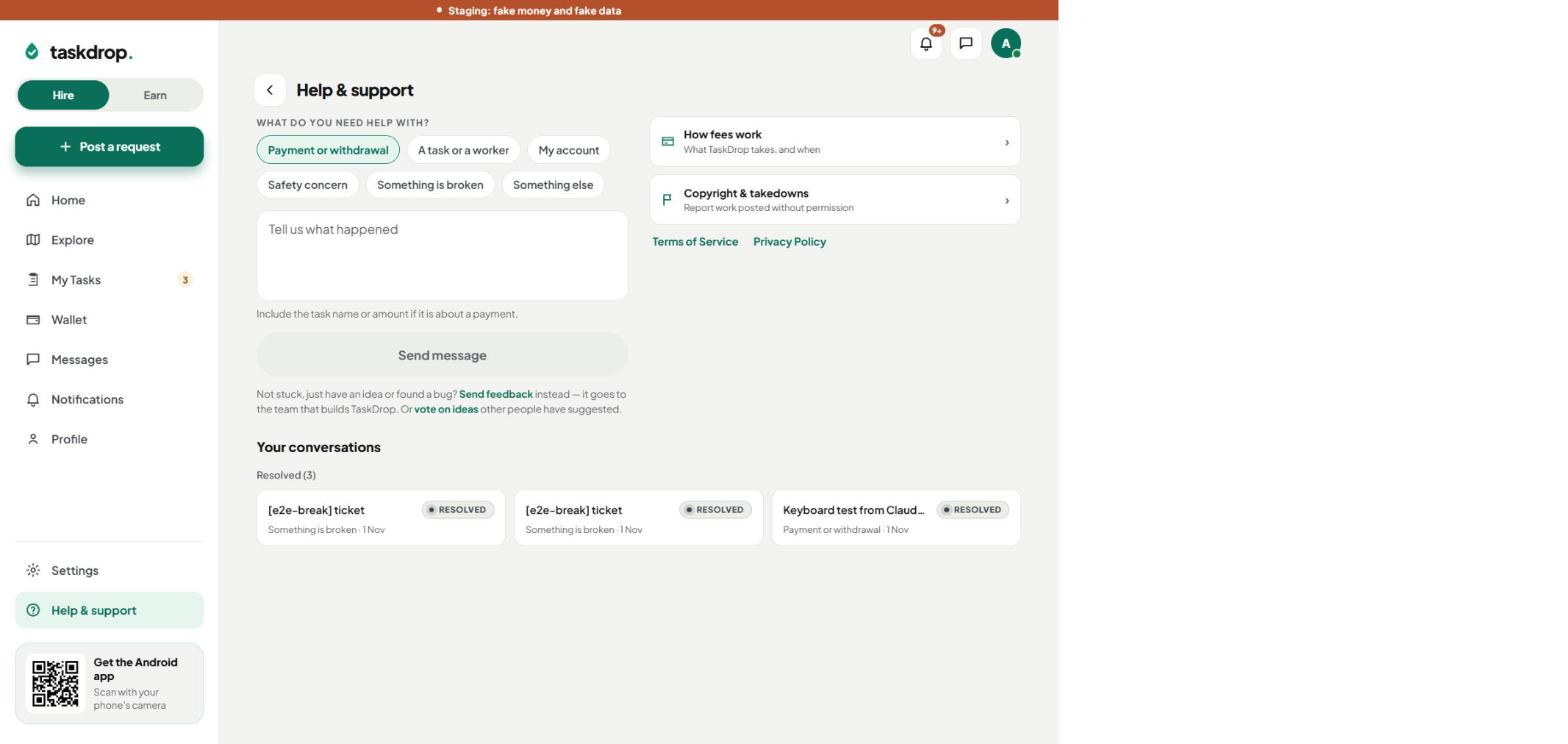 Staging: fake money and fake data
taskdrop.
Hire
Earn
Post a request
Home
Explore
My Tasks
3
Wallet
Messages
Notifications
Profile
Settings
Help & support
Get the Android
app
Scan with your
phone's camera
9+
A
Help & support
WHAT DO YOU NEED HELP WITH?
Payment or withdrawal
A task or a worker
My account
Safety concern
Something is broken
Something else
Tell us what happened
Include the task name or amount if it is about a payment.
Send message
Not stuck, just have an idea or found a bug? Send feedback instead — it goes to
the team that builds TaskDrop. Or vote on ideas other people have suggested.
How fees work
What TaskDrop takes, and when
Copyright & takedowns
Report work posted without permission
Terms of Service
Privacy Policy
Your conversations
Resolved (3)
[e2e-break] ticket
RESOLVED
Something is broken · 1 Nov
[e2e-break] ticket
RESOLVED
Something is broken · 1 Nov
Keyboard test from Claud...
RESOLVED
Payment or withdrawal · 1 Nov